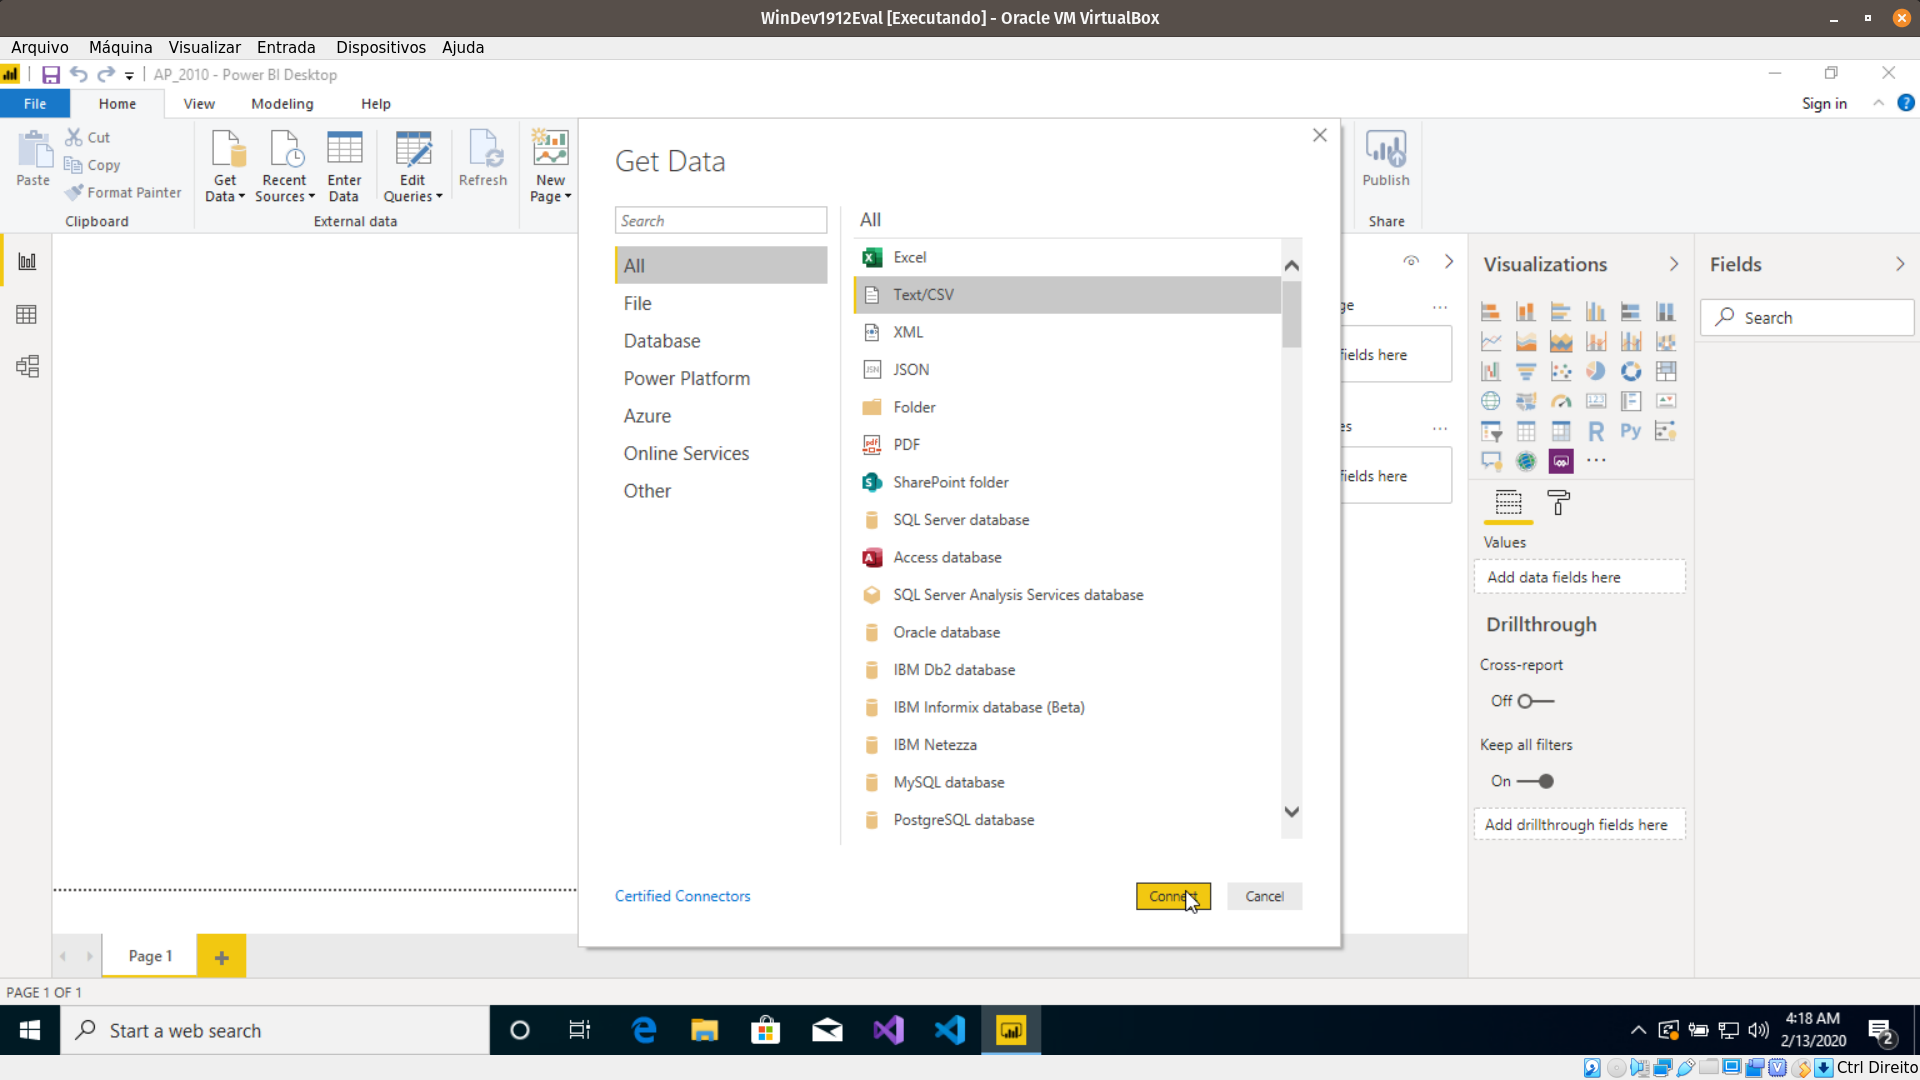 WinDev1912Eval [Executando] - Oracle VM VirtualBox
Arquivo Máquina Visualizar Entrada Dispositivos Ajuda
AP_2010 - Power BI Desktop
File Home View Modeling Help Sign in
Paste
Cut
Copy
Format Painter
Clipboard
Get Data
Recent Sources
Enter Data
Edit Queries
Refresh
External data
New Page
Publish
Share
Get Data
Search
All
File
Database
Power Platform
Azure
Online Services
Other
All
Excel
Text/CSV
XML
JSON
Folder
PDF
SharePoint folder
SQL Server database
Access database
SQL Server Analysis Services database
Oracle database
IBM Db2 database
IBM Informix database (Beta)
IBM Netezza
MySQL database
PostgreSQL database
Certified Connectors
Connect
Cancel
ge
fields here
es
fields here
Visualizations
R Py
Values
Add data fields here
Drillthrough
Cross-report
Off
Keep all filters
On
Add drillthrough fields here
Fields
Search
Page 1
PAGE 1 OF 1
Start a web search
4:18 AM
2/13/2020
2
Ctrl Direito